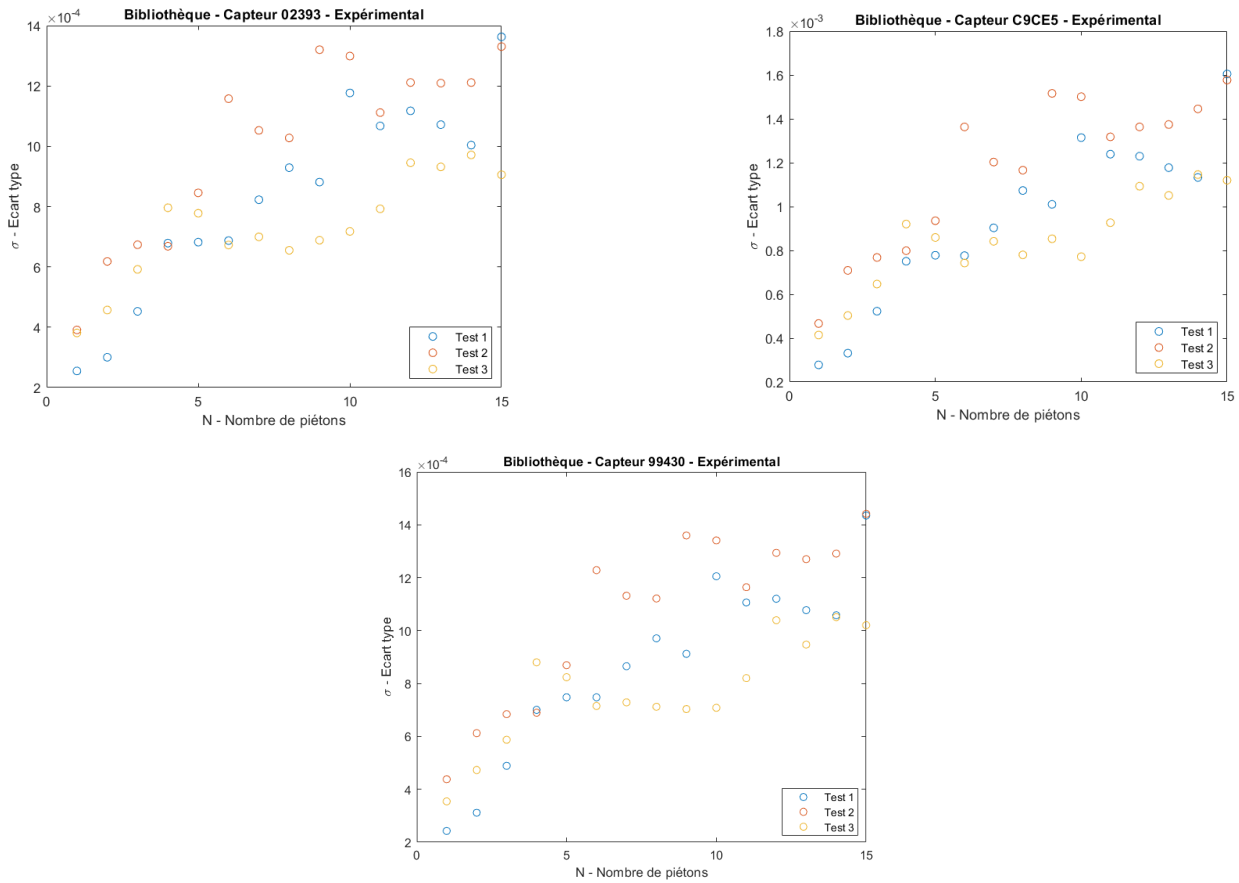 Bibliothèque - Capteur 02393 - Expérimental
×10⁻⁴
14
12
10
8
6
4
2
σ - Ecart type
0
5
10
15
N - Nombre de piétons
Test 1
Test 2
Test 3
Bibliothèque - Capteur C9CE5 - Expérimental
×10⁻³
1.8
1.6
1.4
1.2
1
0.8
0.6
0.4
0.2
σ - Ecart type
0
5
10
15
N - Nombre de piétons
Test 1
Test 2
Test 3
Bibliothèque - Capteur 99430 - Expérimental
×10⁻⁴
16
14
12
10
8
6
4
2
σ - Ecart type
0
5
10
15
N - Nombre de piétons
Test 1
Test 2
Test 3